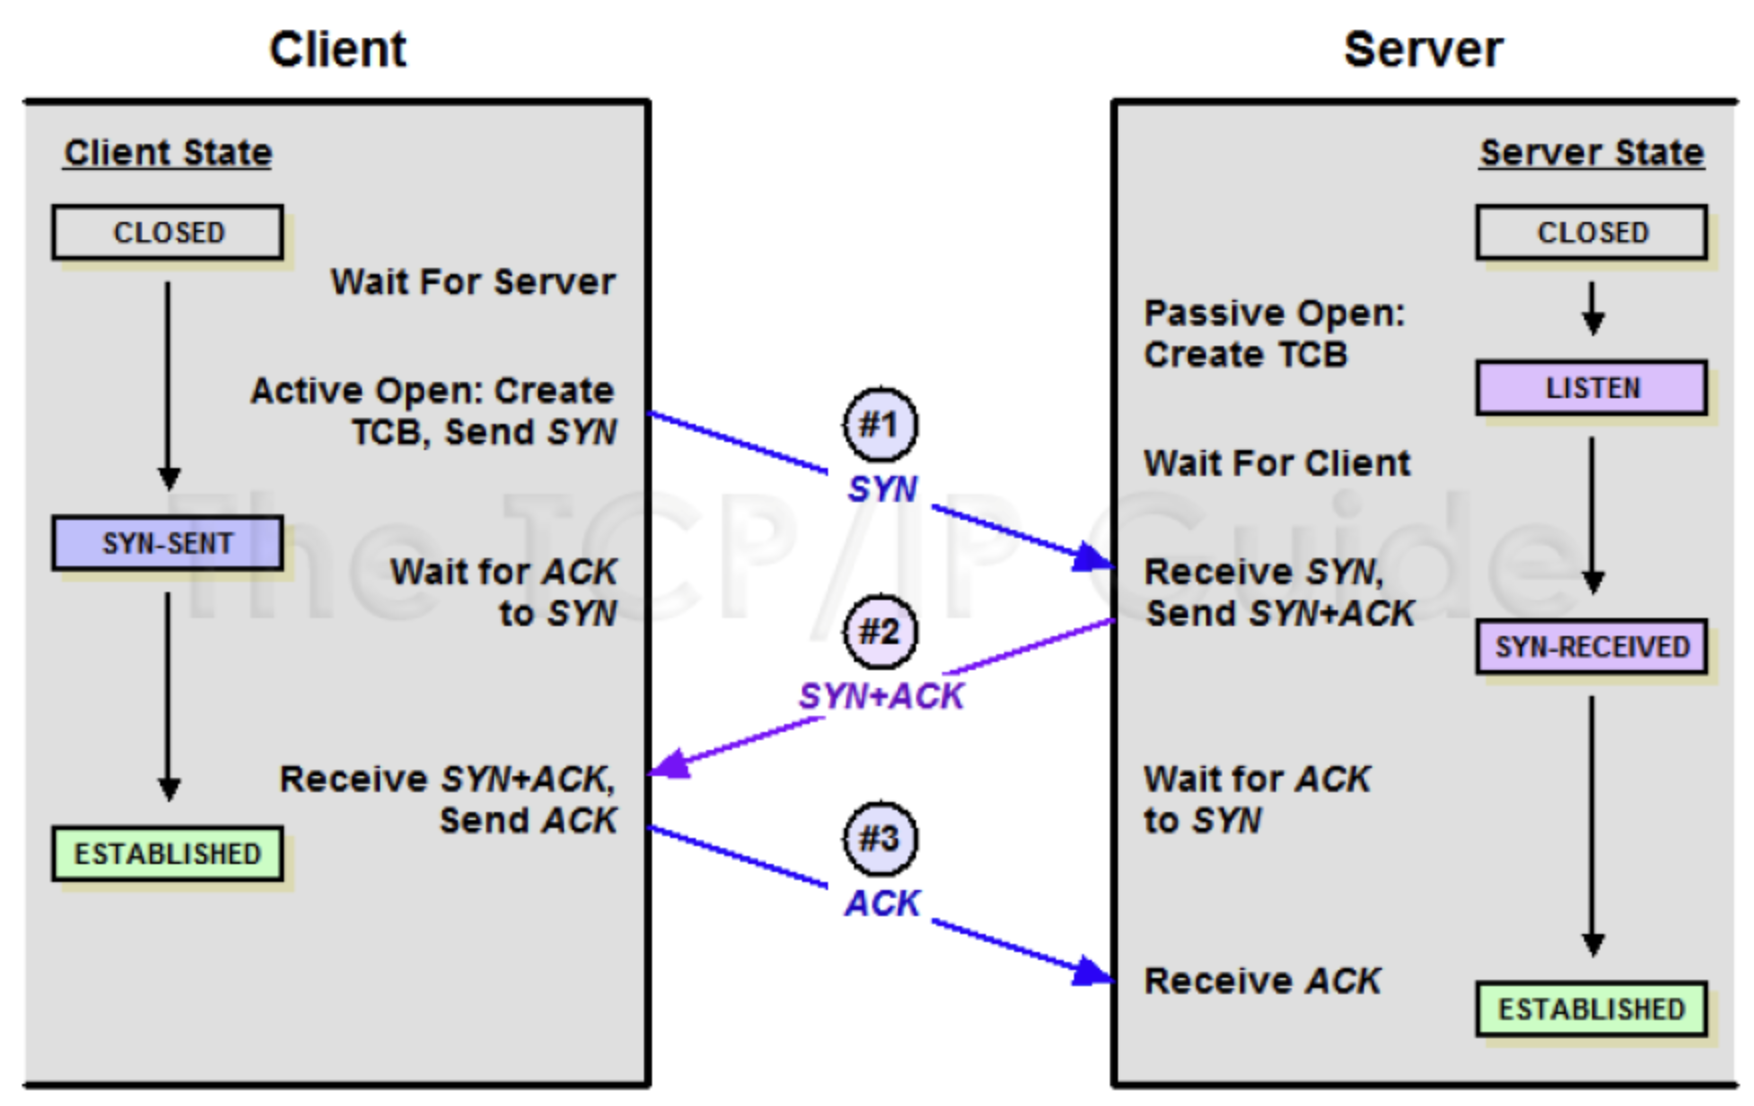 Client
Server
Client State
CLOSED
Wait For Server
Active Open: Create
TCB, Send SYN
SYN-SENT
Wait for ACK
to SYN
Receive SYN+ACK,
Send ACK
ESTABLISHED
#1
SYN
#2
SYN+ACK
#3
ACK
Server State
CLOSED
Passive Open:
Create TCB
LISTEN
Wait For Client
Receive SYN,
Send SYN+ACK
SYN-RECEIVED
Wait for ACK
to SYN
Receive ACK
ESTABLISHED
The TCP/IP Guide